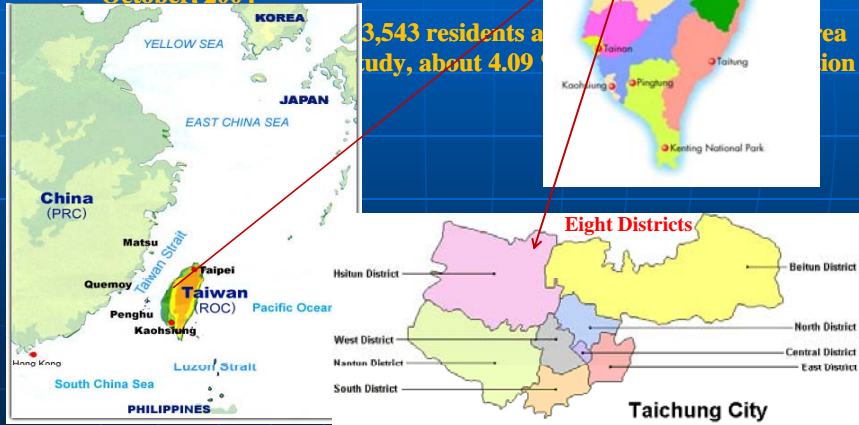 October. 2004
3,543 residents a
rea
tudy, about 4.09
tion
KOREA
YELLOW SEA
JAPAN
EAST CHINA SEA
China
(PRC)
Matsu
Taiwan Strait
Quemoy
Taipei
Taiwan
(ROC)
Penghu
Pacific Ocean
Kaohsiung
Hong Kong
Luzon Strait
South China Sea
PHILIPPINES
Tainan
Taitung
Kaohsiung
Pingtung
Kenting National Park
Eight Districts
Hsitun District
Beitun District
North District
West District
Central District
Nantun District
East District
South District
Taichung City